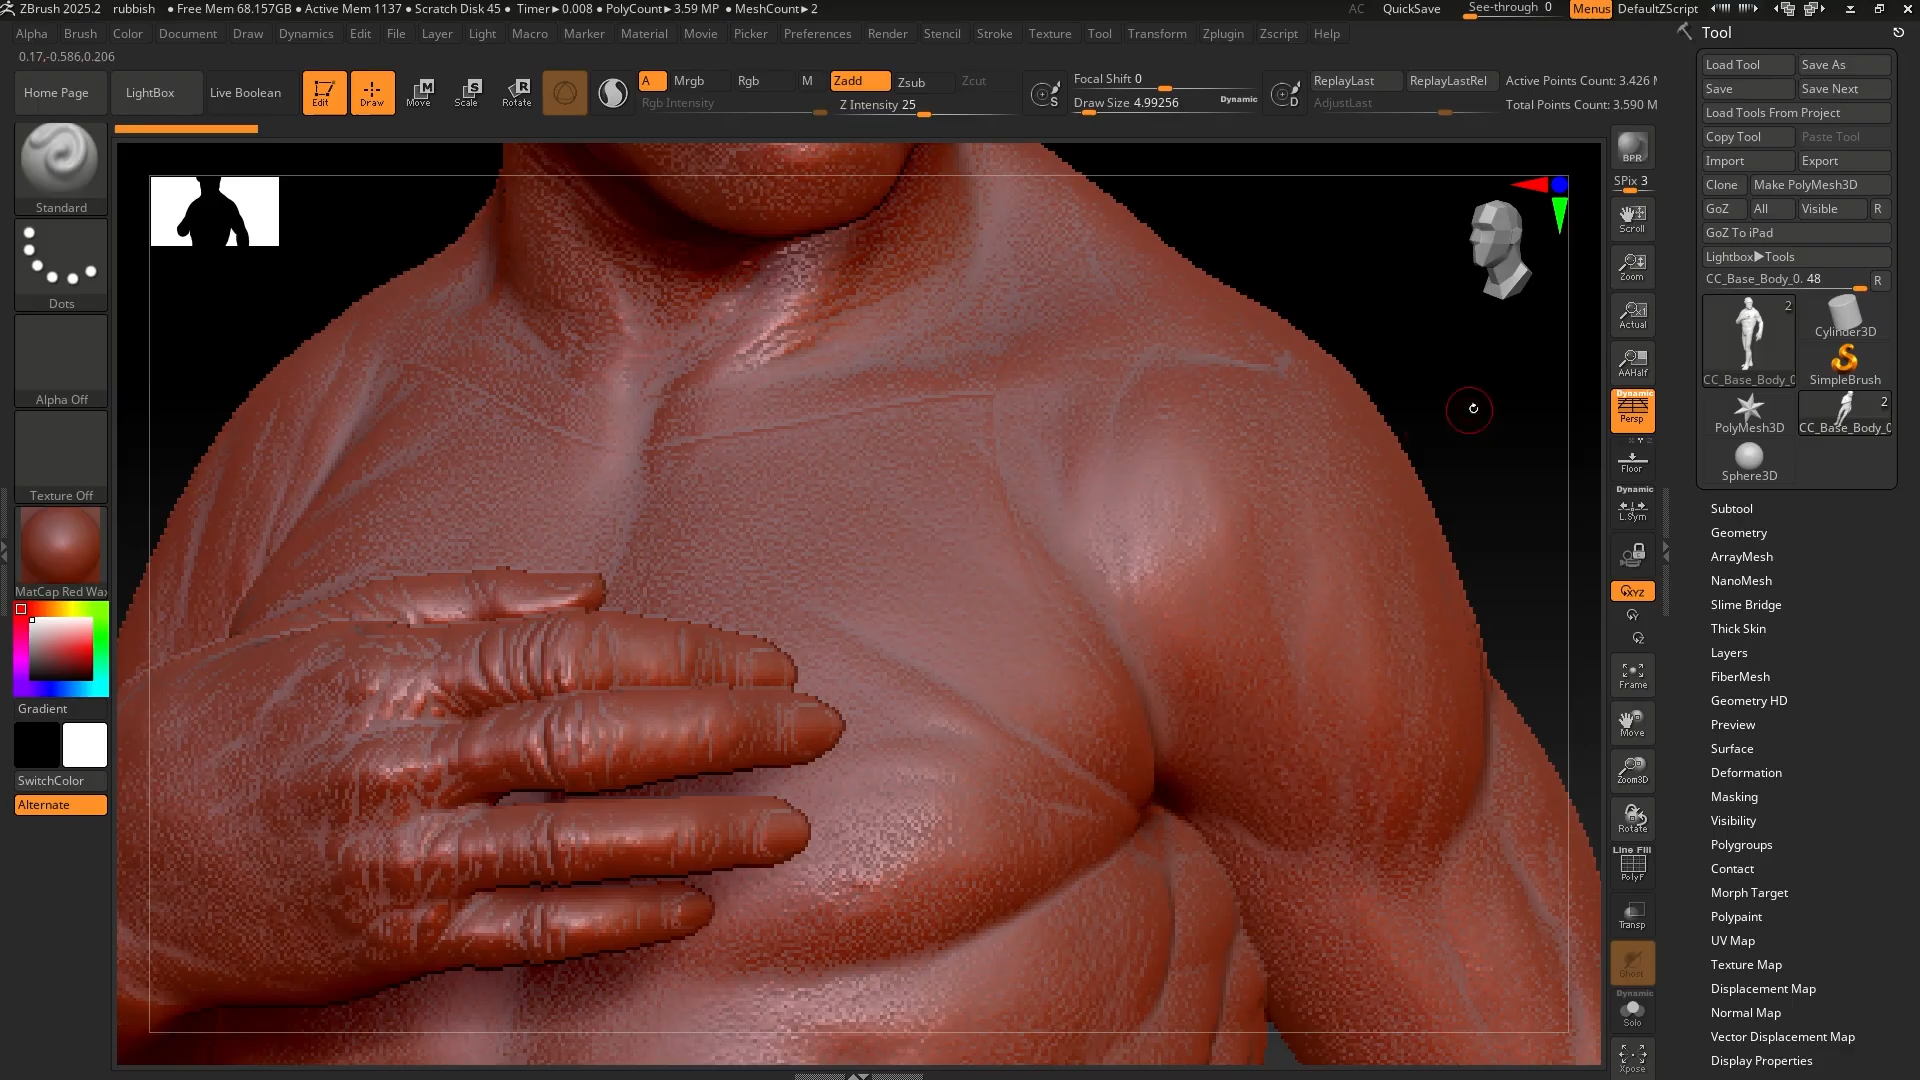 ZBrush 2025.2 rubbish • Free Mem 68.157GB • Active Mem 1137 • Scratch Disk 45 • Timer►0.008 • PolyCount►3.59 MP • MeshCount►2 AC QuickSave See-through 0 Menus DefaultZScript
Alpha Brush Color Document Draw Dynamics Edit File Layer Light Macro Marker Material Movie Picker Preferences Render Stencil Stroke Texture Tool Transform Zplugin Zscript Help
0.17,-0.586,0.206
Home Page LightBox Live Boolean Edit Draw Move Scale Rotate
A Mrgb Rgb M Zadd Zsub Zcut
Rgb Intensity Z Intensity 25
Focal Shift 0
Draw Size 4.99256 Dynamic
ReplayLast ReplayLastRel Active Points Count: 3.426
AdjustLast Total Points Count: 3.590 M
Standard
Dots
Alpha Off
Texture Off
MatCap Red Wax
Gradient
SwitchColor
Alternate
BPR
SPix 3
Scroll
Zoom
Actual
AAHalf
Dynamic
Persp
Floor
Dynamic
L.Sym
XYZ
Frame
Move
Zoom3D
Rotate
Line Fill
PolyF
Transp
Ghost
Dynamic
Solo
Xpose
Tool
Load Tool Save As
Save Save Next
Load Tools From Project
Copy Tool Paste Tool
Import Export
Clone Make PolyMesh3D
GoZ All Visible R
GoZ To iPad
Lightbox►Tools
CC_Base_Body_0. 48 R
2
CC_Base_Body_0 Cylinder3D
SimpleBrush
PolyMesh3D 2
CC_Base_Body_0
Sphere3D
Subtool
Geometry
ArrayMesh
NanoMesh
Slime Bridge
Thick Skin
Layers
FiberMesh
Geometry HD
Preview
Surface
Deformation
Masking
Visibility
Polygroups
Contact
Morph Target
Polypaint
UV Map
Texture Map
Displacement Map
Normal Map
Vector Displacement Map
Display Properties